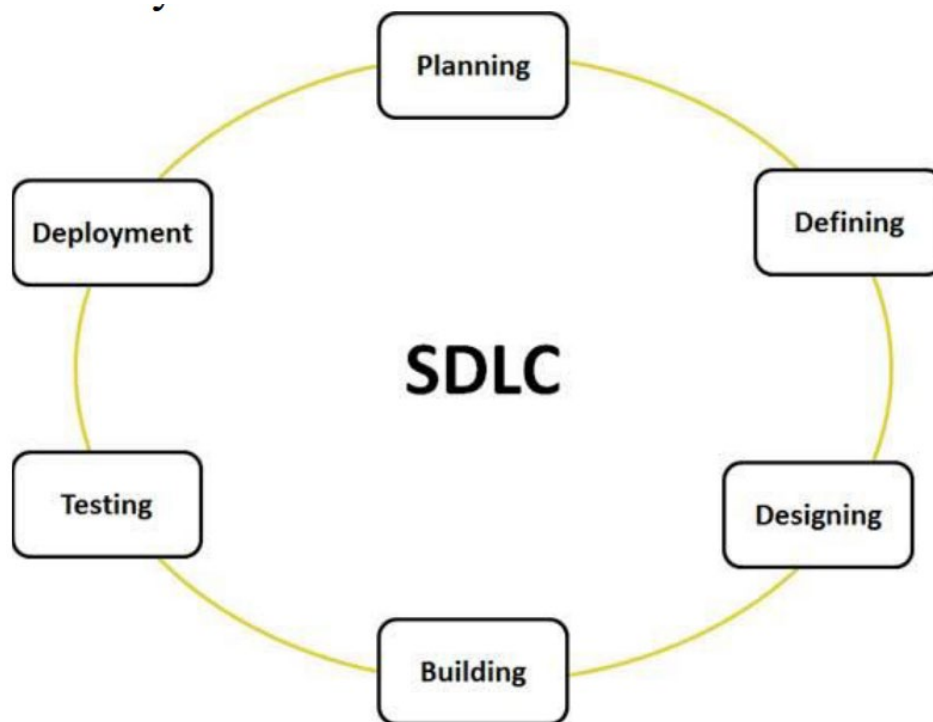 Planning
Defining
Designing
Building
Testing
Deployment
SDLC